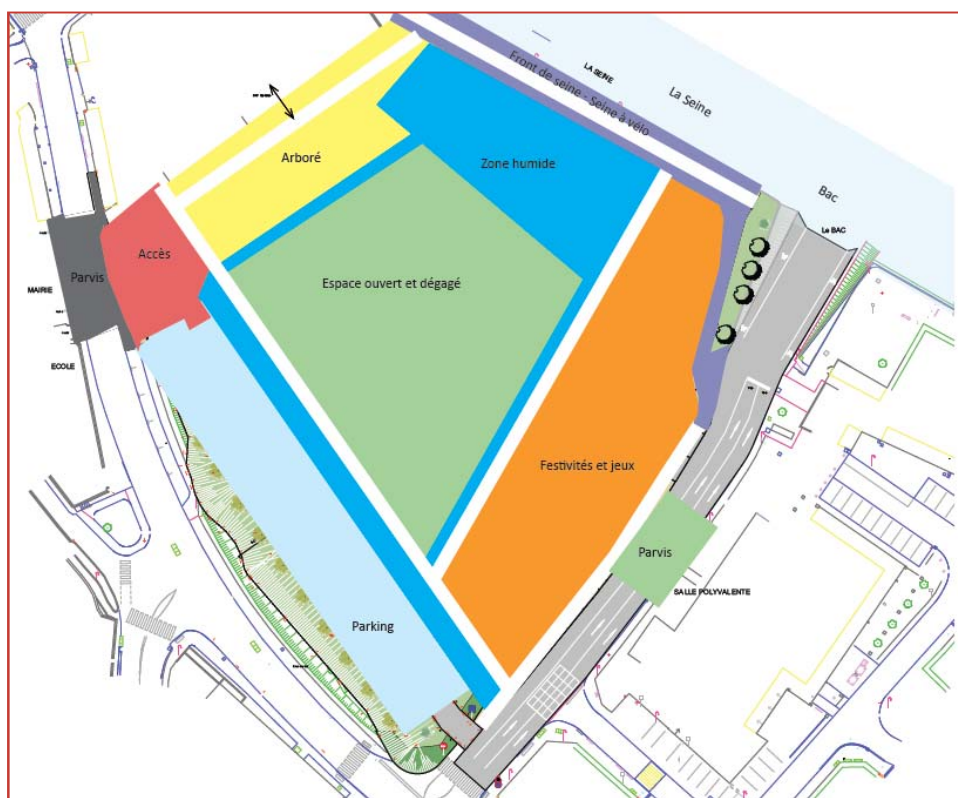 LA SEINE
La Seine
Front de seine - Seine à vélo
Arboré
Zone humide
Bac
Le BAC
Accès
Parvis
MAIRIE
Espace ouvert et dégagé
ECOLE
Festivités et jeux
Parvis
SALLE POLYVALENTE
Parking